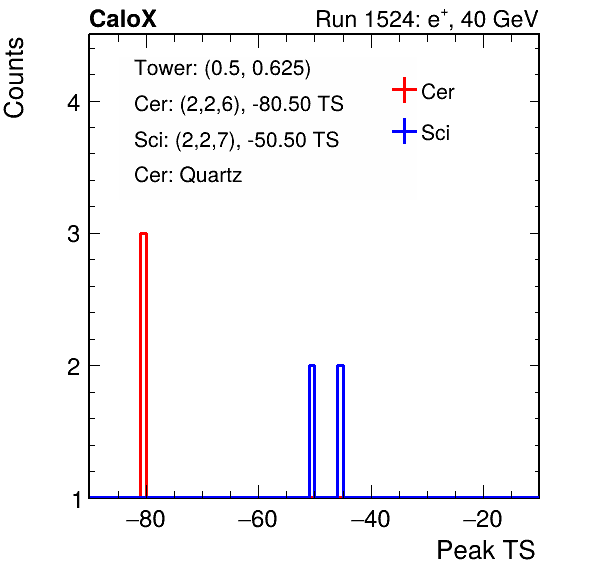 CaloX Run 1524: e⁺, 40 GeV
Counts
Tower: (0.5, 0.625)
Cer: (2,2,6), -80.50 TS
Sci: (2,2,7), -50.50 TS
Cer: Quartz
Cer
Sci
4
3
2
1
−80 −60 −40 −20
Peak TS